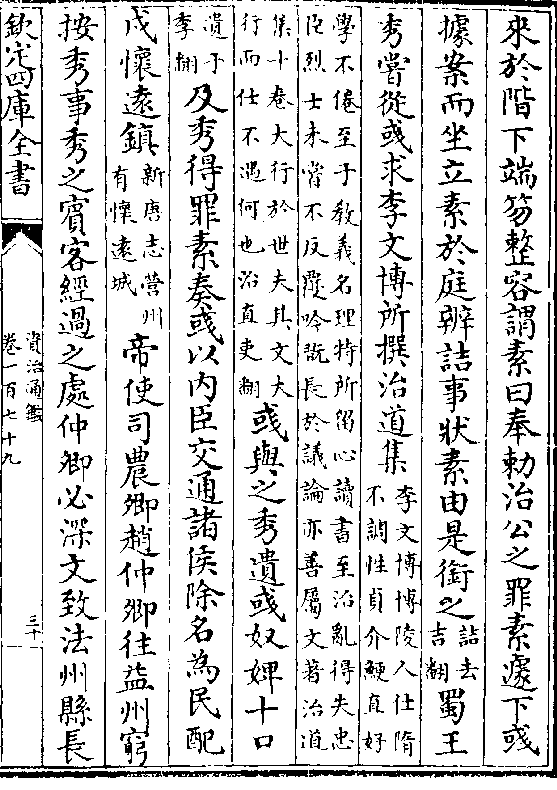 來於階下端笏整容謂素曰奉勅治公之罪素遽下彧
據案而坐立素於庭辨詰事狀素由是銜之
詰去
吉翻
蜀王
秀嘗從彧求李文博所撰治道集
李文博博陵人仕隋
不調性貞介鯁直好
學不倦至于教義名理特所留心讀書至治亂得失忠
臣烈士未嘗不反覆吟翫長於議論亦善屬文著治道
集十卷大行於世夫其文大
行而仕不遇何也治直吏翻
彧與之秀遺彧奴婢十口
遺于
季翻
及秀得罪素奏彧以内臣交通諸侯除名為民配
戍懷遠鎮
新唐志營州
有懷遠城
帝使司農卿趙仲卿往益州窮
按秀事秀之賓客經過之處仲卿必深文致法州縣長
欽定四庫全書
資治通鑑
卷一百七十九
三十